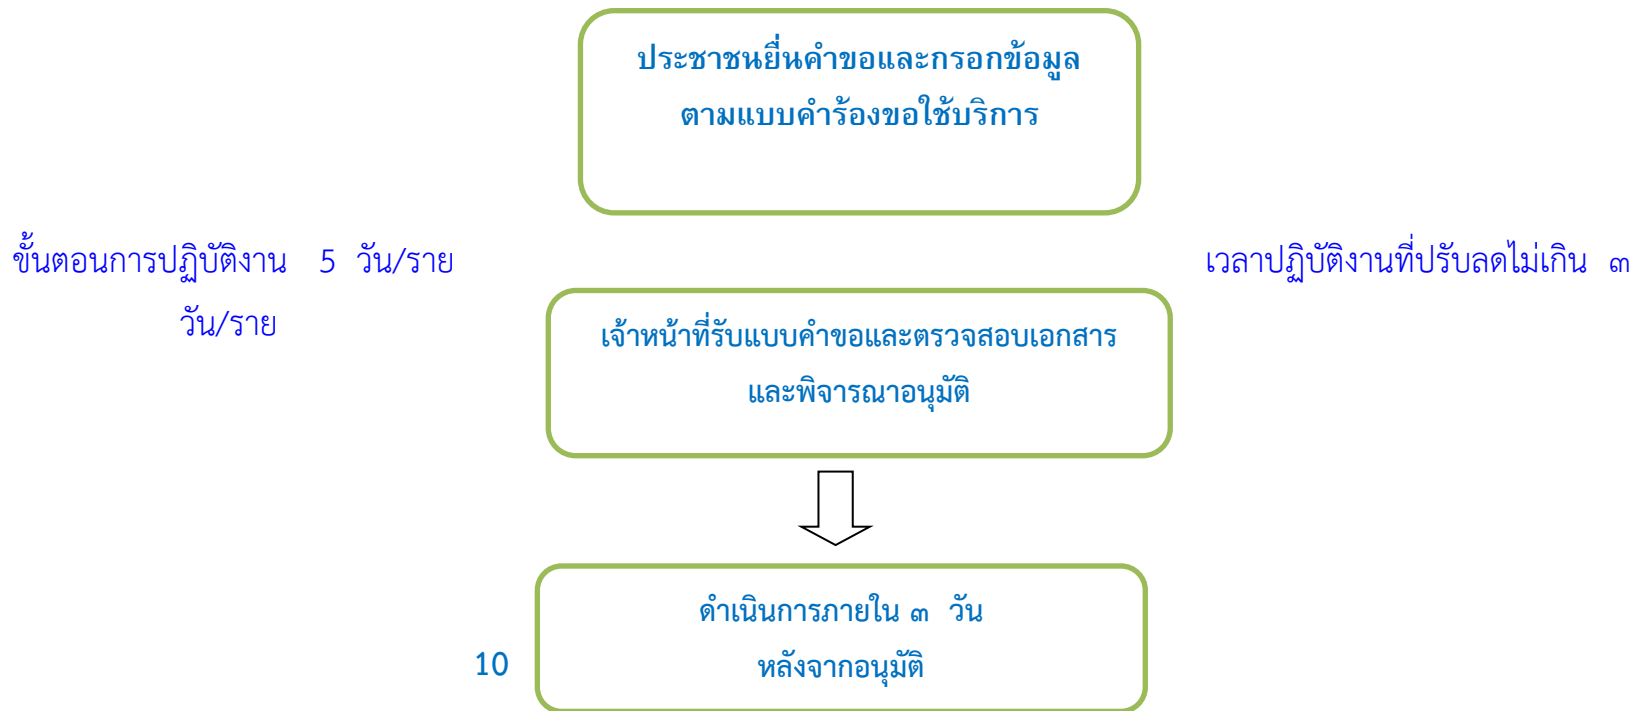 ประชาชนยื่นคำขอและกรอกข้อมูล
ตามแบบคำร้องขอใช้บริการ
ขั้นตอนการปฏิบัติงาน 5 วัน/ราย
เวลาปฏิบัติงานที่ปรับลดไม่เกิน ๓
วัน/ราย
เจ้าหน้าที่รับแบบคำขอและตรวจสอบเอกสาร
และพิจารณาอนุมัติ
ดำเนินการภายใน ๓ วัน
หลังจากอนุมัติ
10